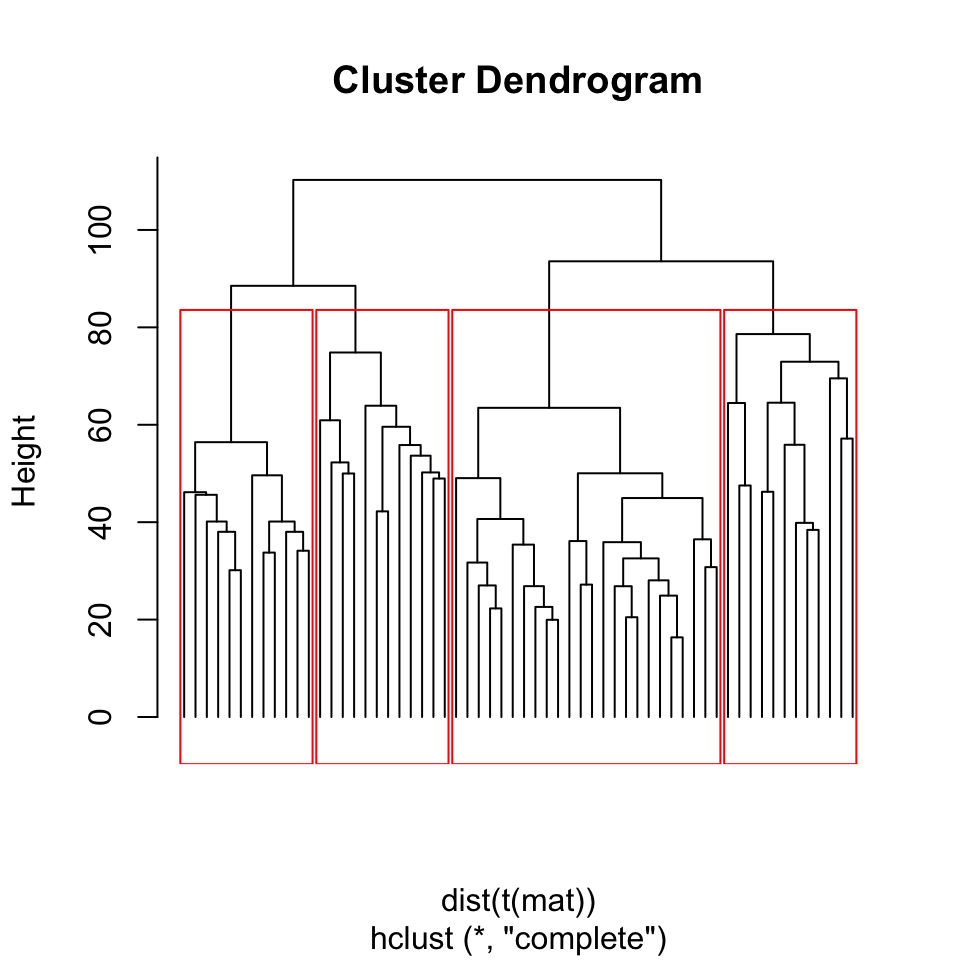 Cluster Dendrogram
Height
100
80
60
40
20
0
dist(t(mat))
hclust (*, "complete")